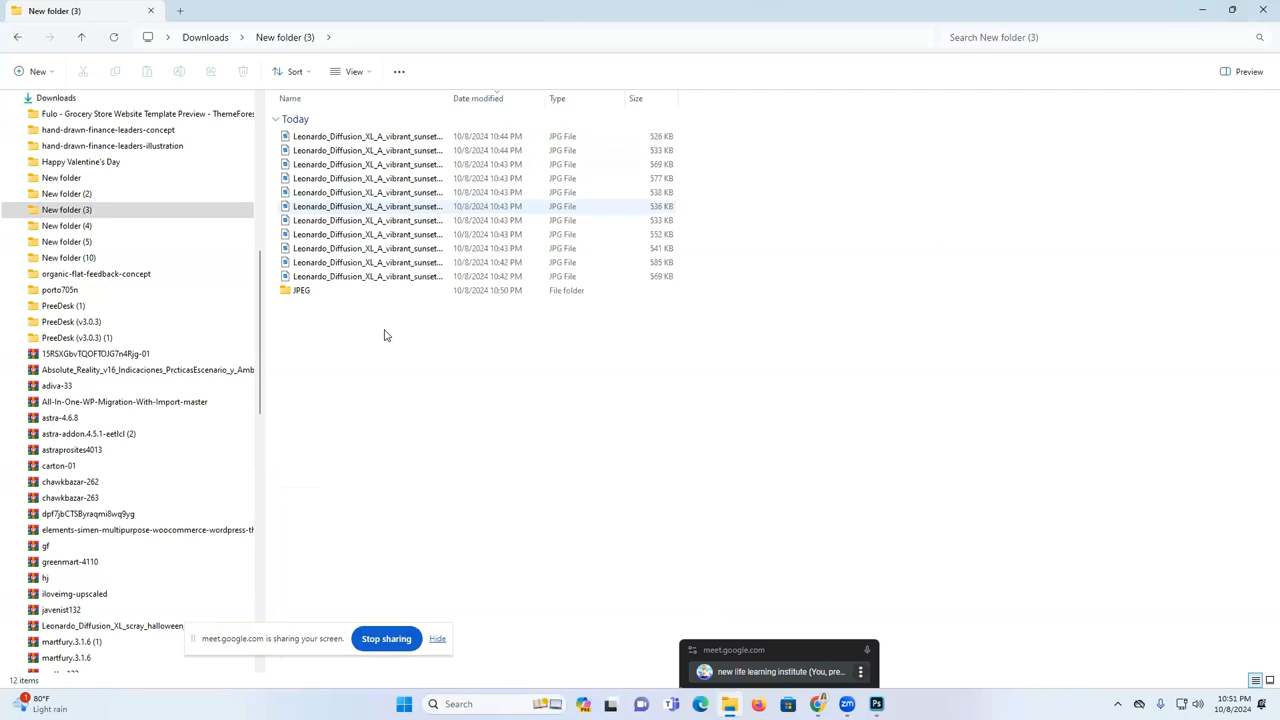 New folder (3)
Downloads > New folder (3) >
Search New folder (3)
New
Sort
View
Preview
Downloads
Fulo - Grocery Store Website Template Preview - ThemeFores
hand-drawn-finance-leaders-concept
hand-drawn-finance-leaders-illustration
Happy Valentine's Day
New folder
New folder (2)
New folder (3)
New folder (4)
New folder (5)
New folder (10)
organic-flat-feedback-concept
porto705n
PreeDesk (1)
PreeDesk (v3.0.3)
PreeDesk (v3.0.3) (1)
15RSXGbvTQOFTOJG7n4Rjg-01
Absolute_Reality_v16_Indicaciones_PrcticasEscenario_y_Amb
adiva-33
All-In-One-WP-Migration-With-Import-master
astra-4.6.8
astra-addon.4.5.1-eetlcl (2)
astraprosites4013
carton-01
chawkbazar-262
chawkbazar-263
dpf7jbCTSByraqmi8wq9yg
elements-simen-multipurpose-woocommerce-wordpress-th
gf
greenmart-4110
hj
iloveimg-upscaled
javenist132
Leonardo_Diffusion_XL_scray_halloween
martfury.3.1.6 (1)
martfury.3.1.6
Name Date modified Type Size
Today
Leonardo_Diffusion_XL_A_vibrant_sunset... 10/8/2024 10:44 PM JPG File 526 KB
Leonardo_Diffusion_XL_A_vibrant_sunset... 10/8/2024 10:44 PM JPG File 533 KB
Leonardo_Diffusion_XL_A_vibrant_sunset... 10/8/2024 10:43 PM JPG File 569 KB
Leonardo_Diffusion_XL_A_vibrant_sunset... 10/8/2024 10:43 PM JPG File 577 KB
Leonardo_Diffusion_XL_A_vibrant_sunset... 10/8/2024 10:43 PM JPG File 538 KB
Leonardo_Diffusion_XL_A_vibrant_sunset... 10/8/2024 10:43 PM JPG File 536 KB
Leonardo_Diffusion_XL_A_vibrant_sunset... 10/8/2024 10:43 PM JPG File 533 KB
Leonardo_Diffusion_XL_A_vibrant_sunset... 10/8/2024 10:43 PM JPG File 552 KB
Leonardo_Diffusion_XL_A_vibrant_sunset... 10/8/2024 10:43 PM JPG File 541 KB
Leonardo_Diffusion_XL_A_vibrant_sunset... 10/8/2024 10:42 PM JPG File 585 KB
Leonardo_Diffusion_XL_A_vibrant_sunset... 10/8/2024 10:42 PM JPG File 569 KB
JPEG 10/8/2024 10:50 PM File folder
meet.google.com is sharing your screen.
Stop sharing
Hide
meet.google.com
new life learning institute (You, pre...
12 items
1
80°F
Light rain
Search
zm
Ps
:51 PM
10/8/2024